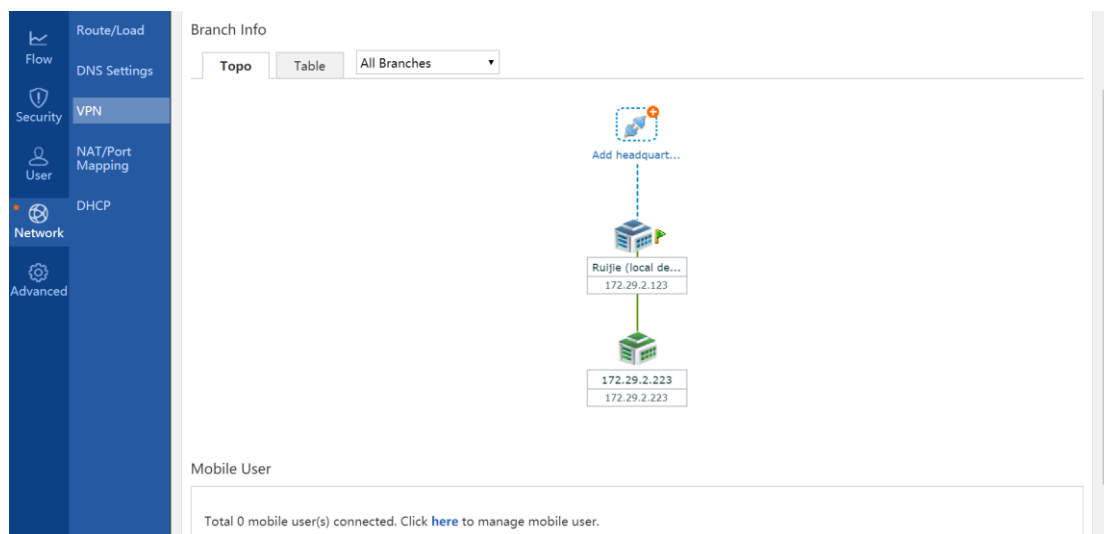 Flow
Security
User
Network
Advanced
Route/Load
DNS Settings
VPN
NAT/Port
Mapping
DHCP
Branch Info
Topo
Table
All Branches
Add headquart...
Ruijie (local de...
172.29.2.123
172.29.2.223
172.29.2.223
Mobile User
Total 0 mobile user(s) connected. Click here to manage mobile user.